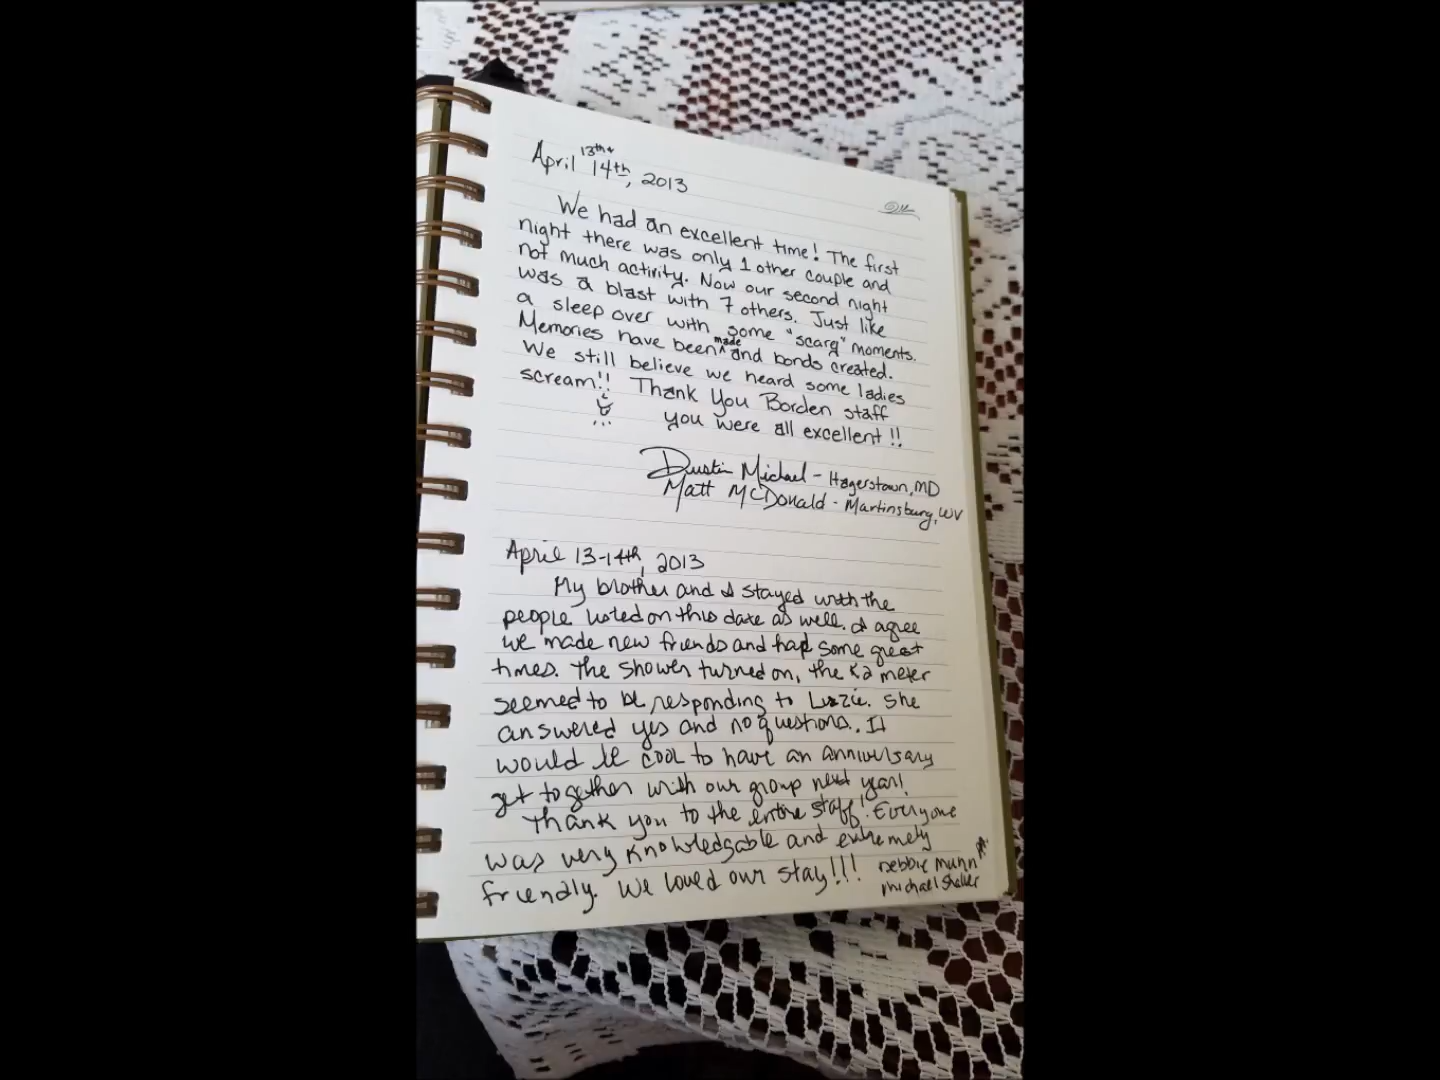 April 13th + 14th, 2013
We had an excellent time! The first
night there was only 1 other couple and
not much activity. Now our second night
was a blast with 7 others. Just like
a sleep over with some "scary" moments.
Memories have been made and bonds created.
We still believe we heard some ladies
scream!! Thank You Borden staff
you were all excellent!!
Dustin Michael - Hagerstown, MD
Matt McDonald - Martinsburg, WV
April 13-14th, 2013
My brother and I stayed with the
people listed on this date as well. I agree
we made new friends and had some great
times. The shower turned on, the K2 meter
seemed to be responding to Lizzie. She
answered yes and no questions.. It
would be cool to have an anniversary
get together with our group next year!
Thank you to the entire staff! Everyone
was very knowledgable and extremely
friendly. We loved our stay!!! Debbie Munn PA.
Michael Shaller